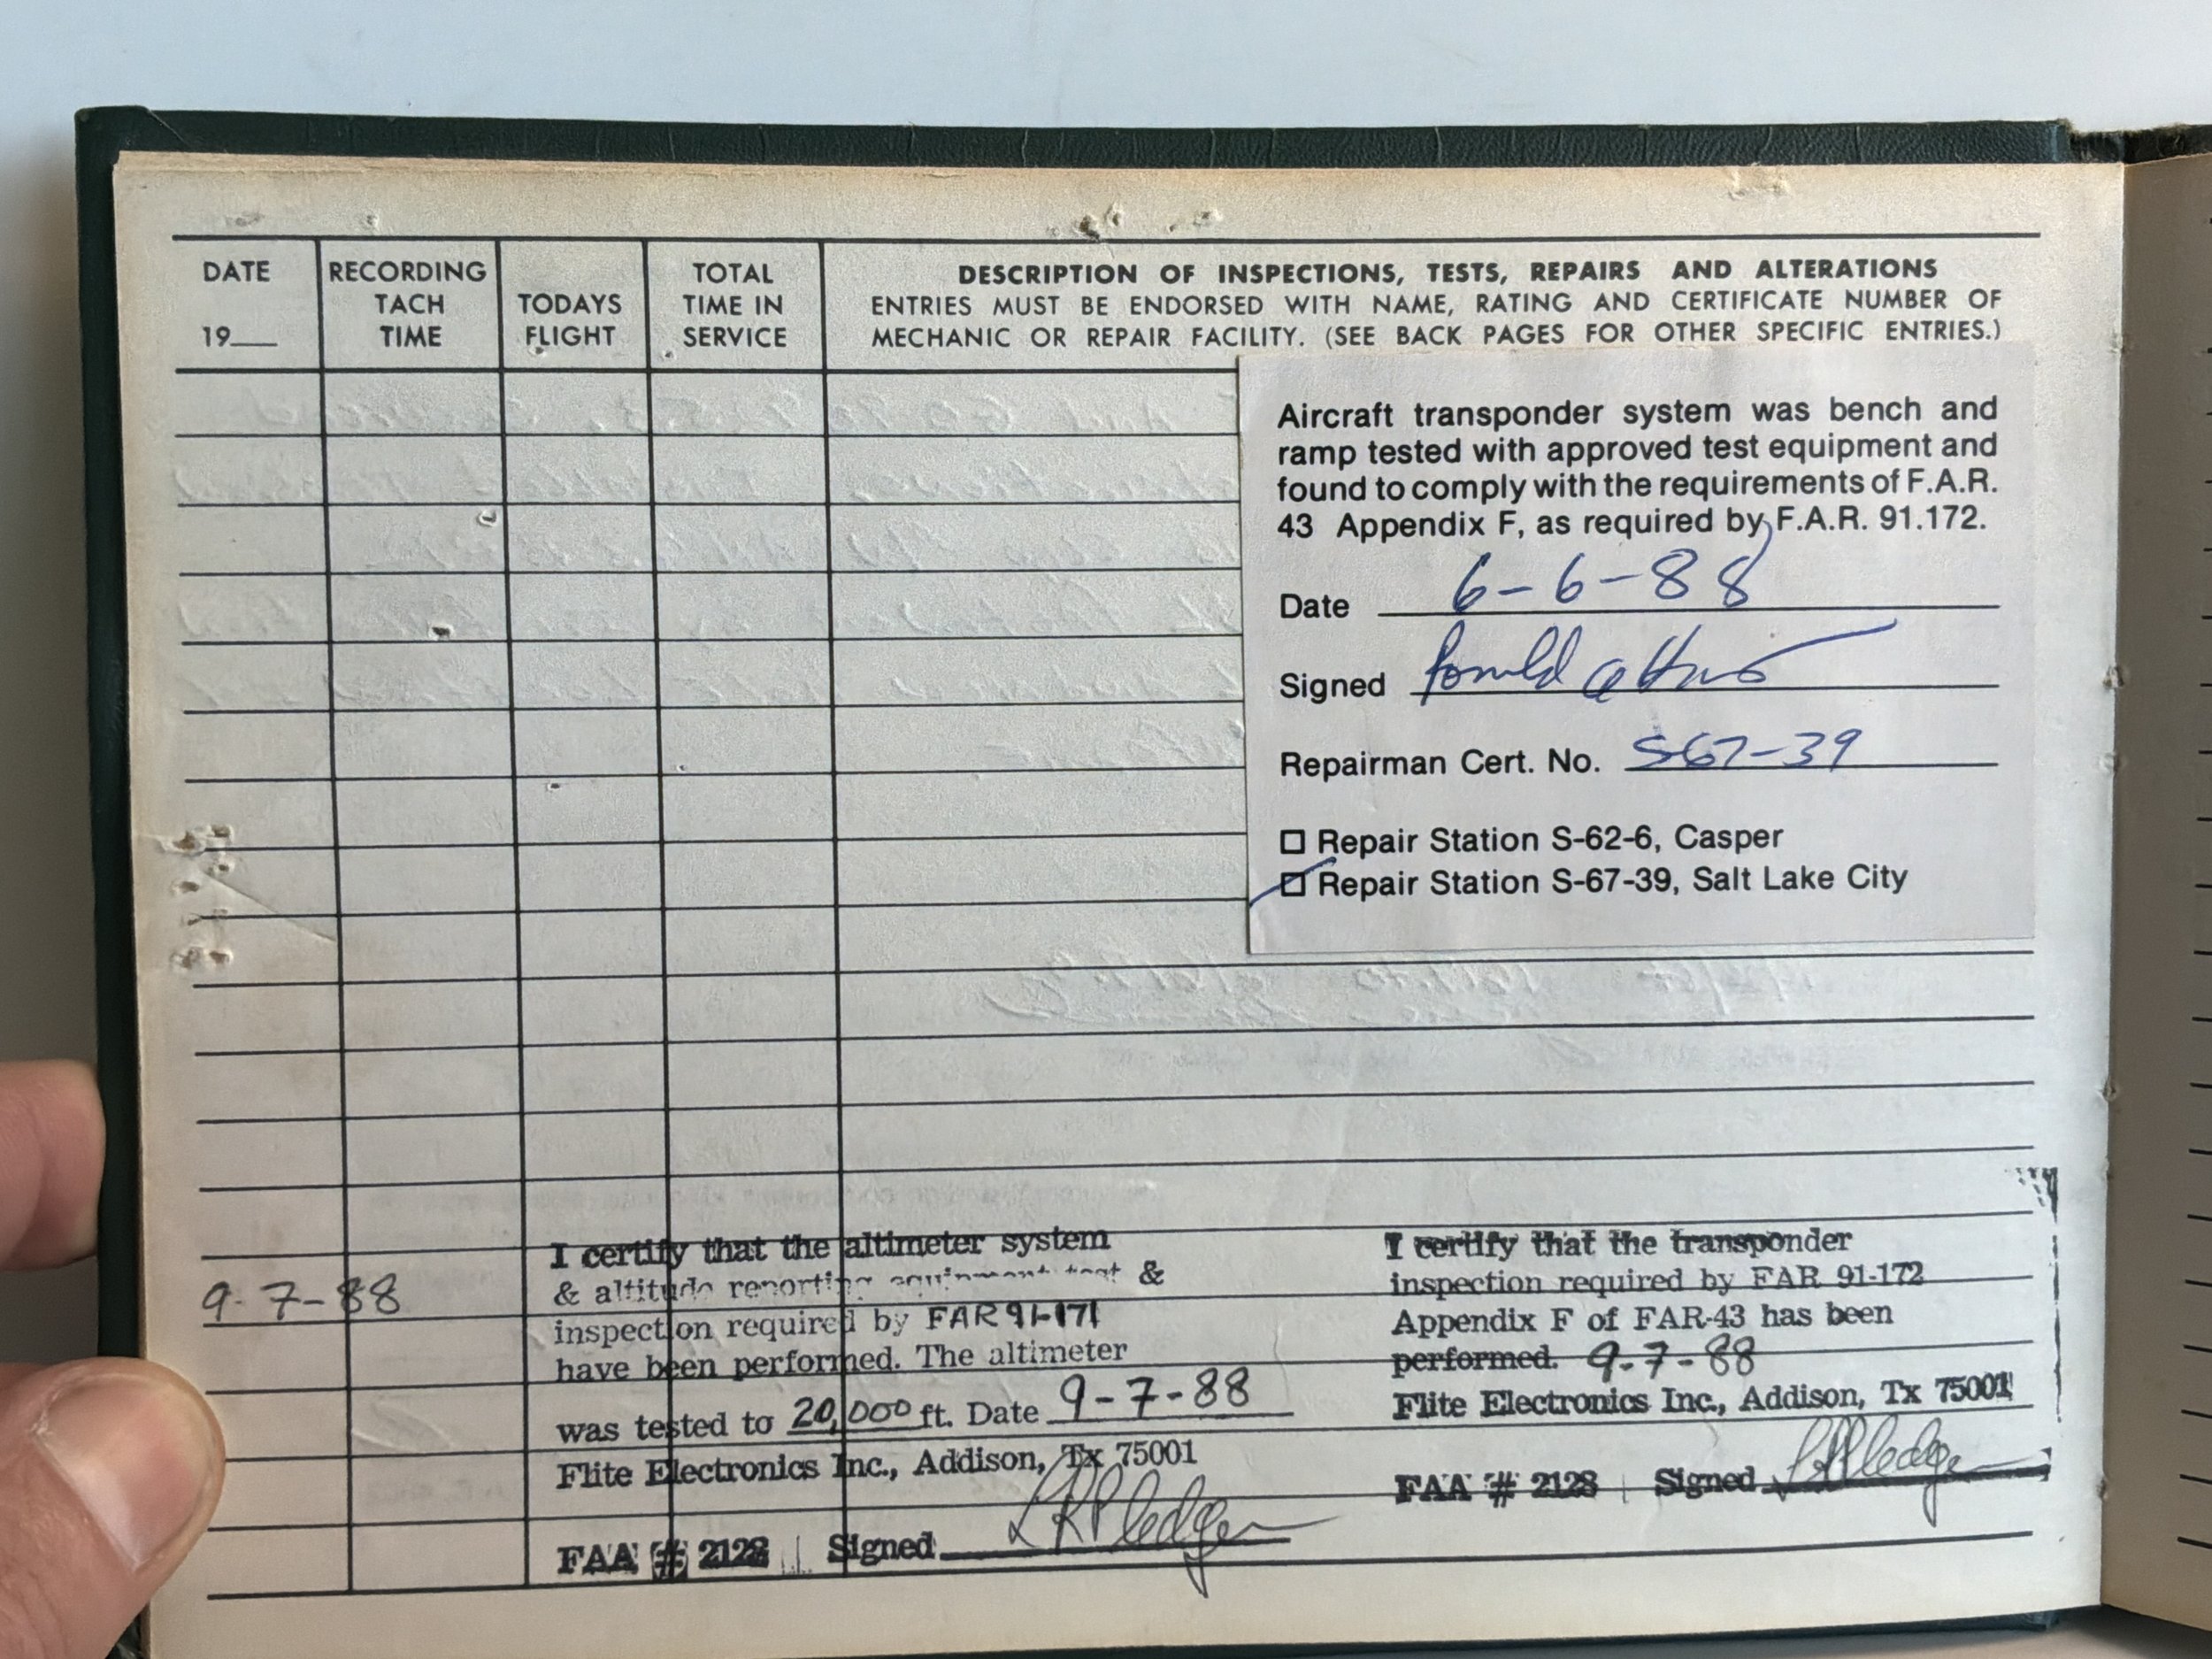 DATE
19___
RECORDING
TACH
TIME
TODAYS
FLIGHT
TOTAL
TIME IN
SERVICE
DESCRIPTION OF INSPECTIONS, TESTS, REPAIRS AND ALTERATIONS
ENTRIES MUST BE ENDORSED WITH NAME, RATING AND CERTIFICATE NUMBER OF
MECHANIC OR REPAIR FACILITY. (SEE BACK PAGES FOR OTHER SPECIFIC ENTRIES.)
Aircraft transponder system was bench and
ramp tested with approved test equipment and
found to comply with the requirements of F.A.R.
43 Appendix F, as required by F.A.R. 91.172.
Date 6-6-88
Signed Ronald
Repairman Cert. No. S67-39
Repair Station S-62-6, Casper
Repair Station S-67-39, Salt Lake City
9-7-88
I certify that the altimeter system
& altitude reporting equipment test &
inspection required by FAR 91-171
have been performed. The altimeter
was tested to 20,000 ft. Date 9-7-88
Flite Electronics Inc., Addison, Tx 75001
FAA # 2128 Signed LRPledger
I certify that the transponder
inspection required by FAR 91-172
Appendix F of FAR-43 has been
performed. 9-7-88
Flite Electronics Inc., Addison, Tx 75001
FAA # 2128 Signed LRPledger